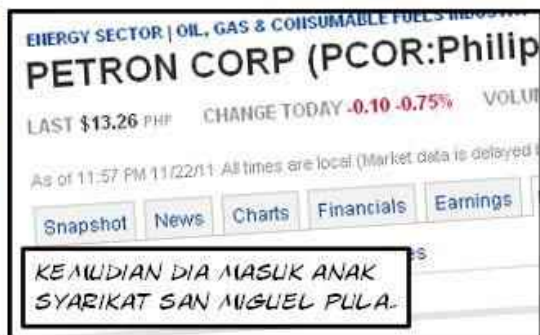 ENERGY SECTOR | OIL, GAS & CONSUMABLE FUELS INDUSTRY
PETRON CORP (PCOR:Philip
LAST $13.26 PHP CHANGE TODAY -0.10 -0.75% VOLU
As of 11:57 PM 11/22/11 All times are local (Market data is delayed
Snapshot News Charts Financials Earnings
es
KEMUDIAN DIA MASUK ANAK
SYARIKAT SAN MIGUEL PULA..